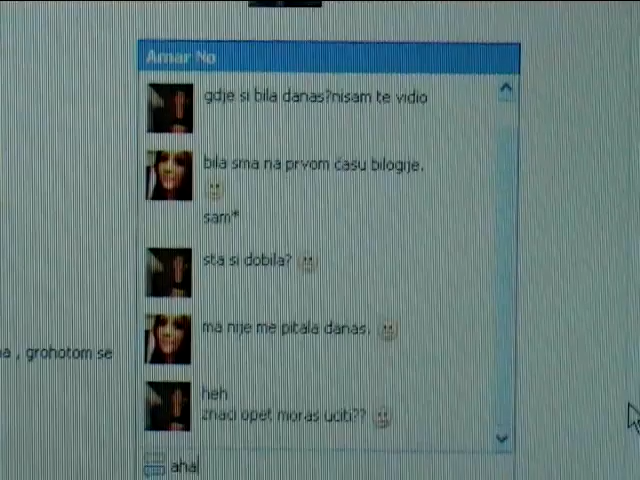 Amar No
gdje si bila danas?nisam te vidio
bila sma na prvom času bilogije.
sam*
sta si dobila?
ma nije me pitala danas.
, grohotom se
heh
znaci opet moras uciti??
aha